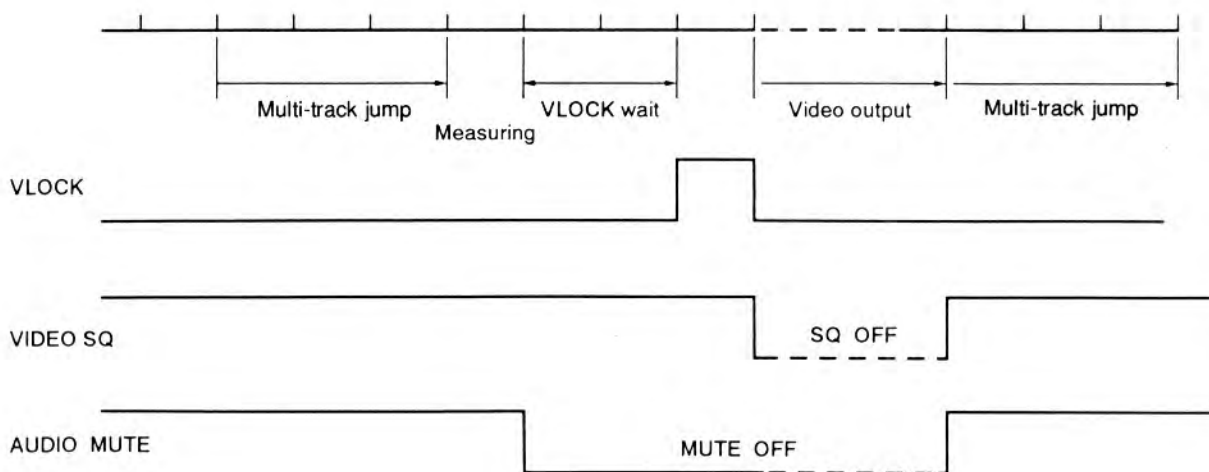 Multi-track jump
Measuring
VLOCK wait
Video output
Multi-track jump
VLOCK
VIDEO SQ
SQ OFF
AUDIO MUTE
MUTE OFF